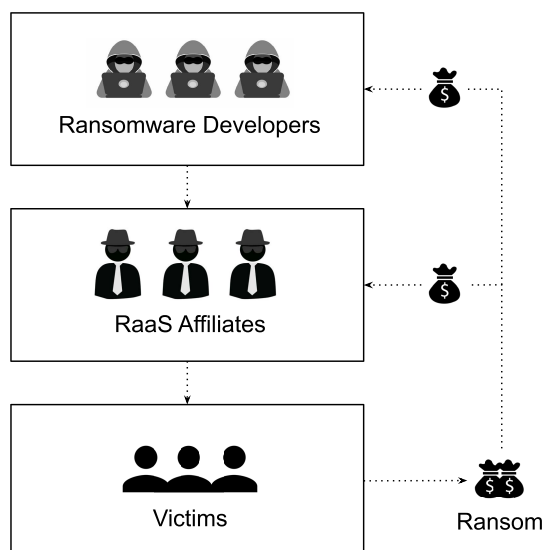 Ransomware Developers
$
RaaS Affiliates
$
Victims
$ $
Ransom